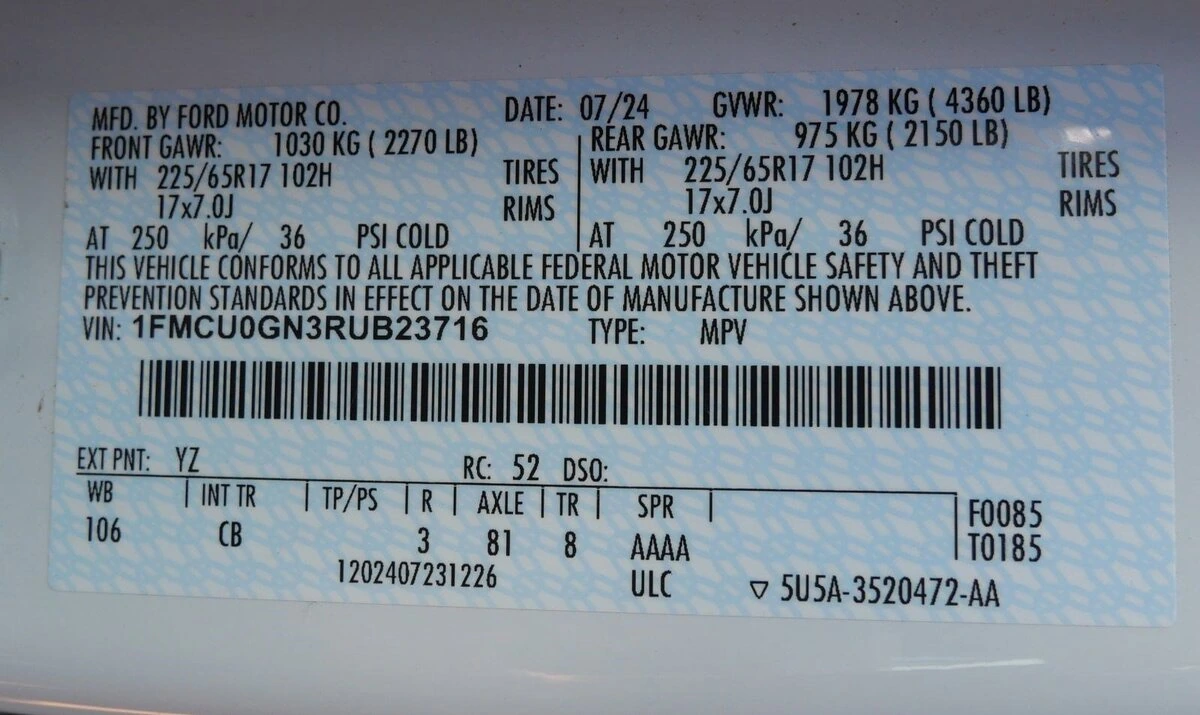 MFD. BY FORD MOTOR CO. DATE: 07/24 GVWR: 1978 KG ( 4360 LB)
FRONT GAWR: 1030 KG ( 2270 LB) REAR GAWR: 975 KG ( 2150 LB)
WITH 225/65R17 102H TIRES WITH 225/65R17 102H TIRES
17x7.0J RIMS 17x7.0J RIMS
AT 250 kPa/ 36 PSI COLD AT 250 kPa/ 36 PSI COLD
THIS VEHICLE CONFORMS TO ALL APPLICABLE FEDERAL MOTOR VEHICLE SAFETY AND THEFT
PREVENTION STANDARDS IN EFFECT ON THE DATE OF MANUFACTURE SHOWN ABOVE.
VIN: 1FMCU0GN3RUB23716 TYPE: MPV
EXT PNT: YZ RC: 52 DSO:
WB | INT TR | TP/PS | R | AXLE | TR | SPR | F0085
106 CB 3 81 8 AAAA T0185
1202407231226 ULC ▽ 5U5A-3520472-AA